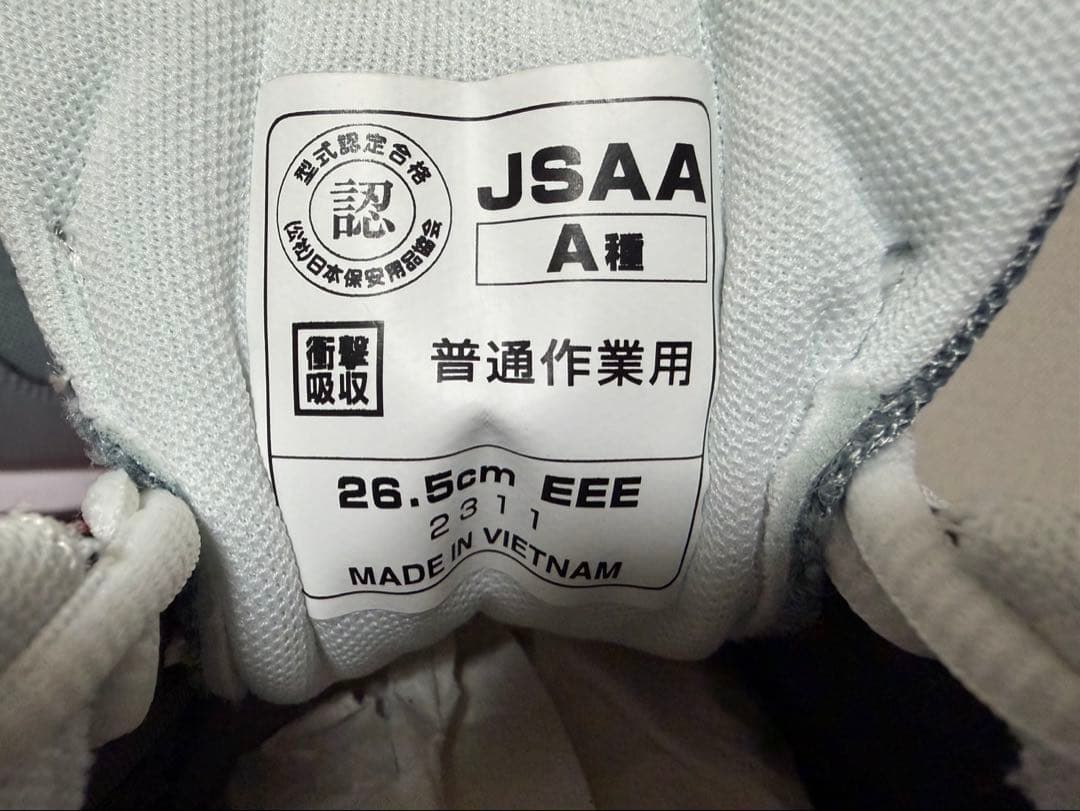 型式認定合格
認
(公社)日本保安用品協会
JSAA
A種
衝撃
吸収
普通作業用
26.5cm EEE
2311
MADE IN VIETNAM